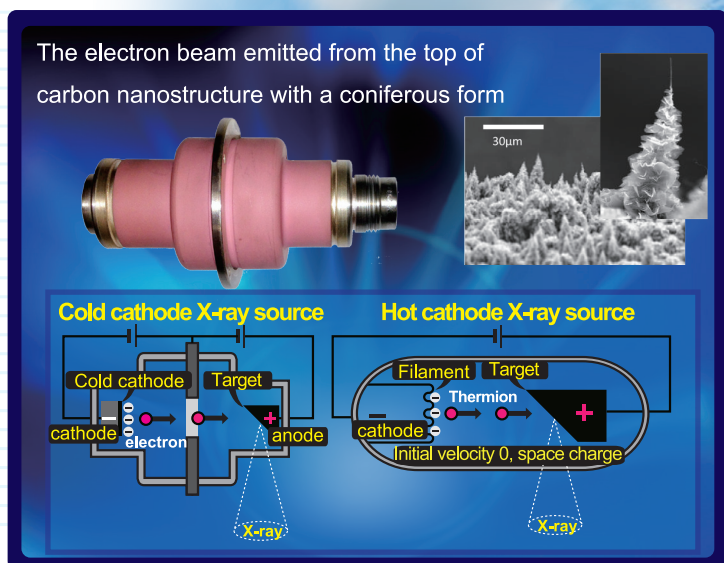 The electron beam emitted from the top of
carbon nanostructure with a coniferous form
30μm
Cold cathode X-ray source
Cold cathode
Target
cathode
electron
anode
X-ray
Hot cathode X-ray source
Filament
Target
Thermion
cathode
Initial velocity 0, space charge
X-ray